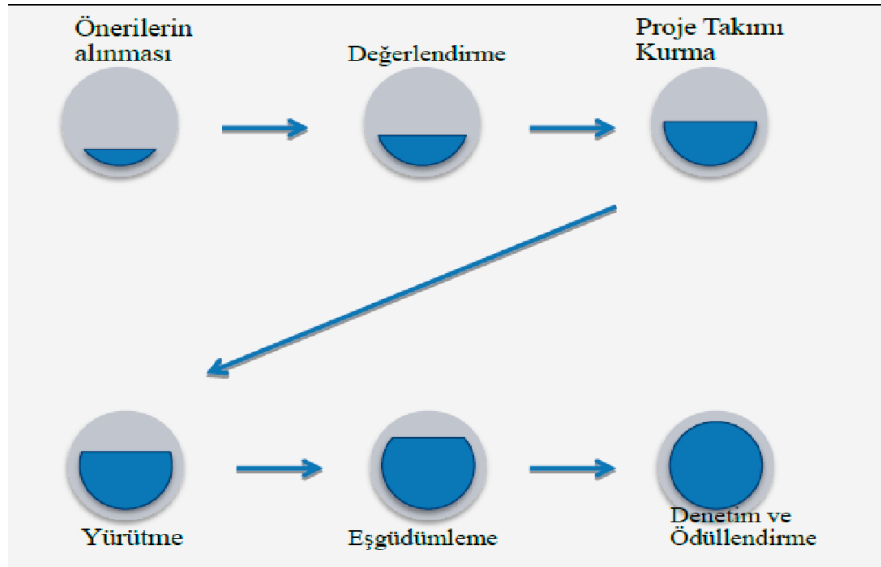 Önerilerin
alınması
Değerlendirme
Proje Takımı
Kurma
Yürütme
Eşgüdümleme
Denetim ve
Ödüllendirme